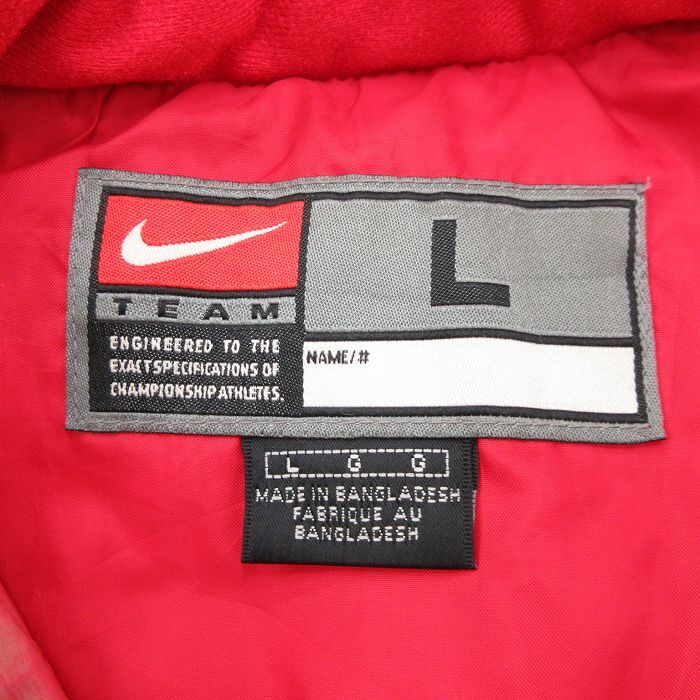 TEAM
L
ENGINEERED TO THE
EXACT SPECIFICATIONS OF
CHAMPIONSHIP ATHLETES.
NAME/#
L G G
MADE IN BANGLADESH
FABRIQUE AU
BANGLADESH